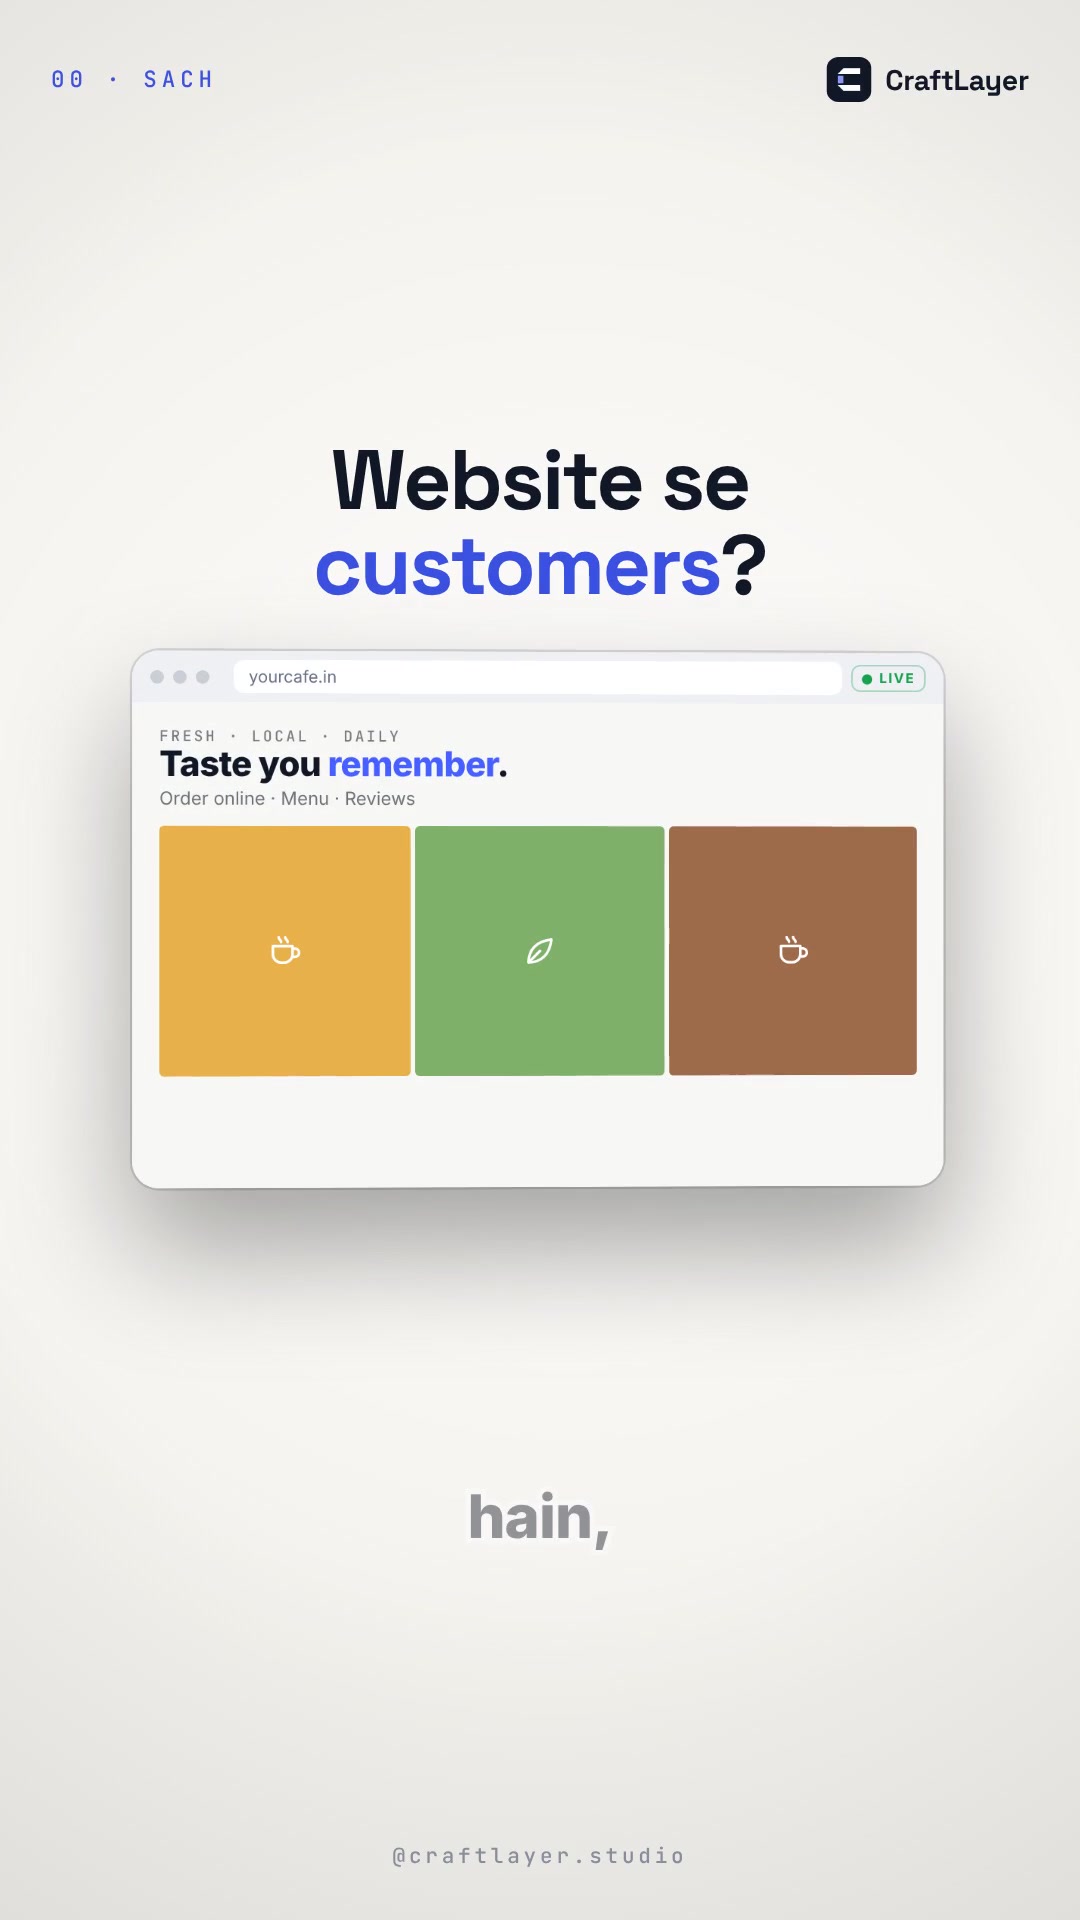 00 · SACH
CraftLayer
Website se
customers?
yourcafe.in
LIVE
FRESH · LOCAL · DAILY
Taste you remember.
Order online · Menu · Reviews
hain,
@craftlayer.studio